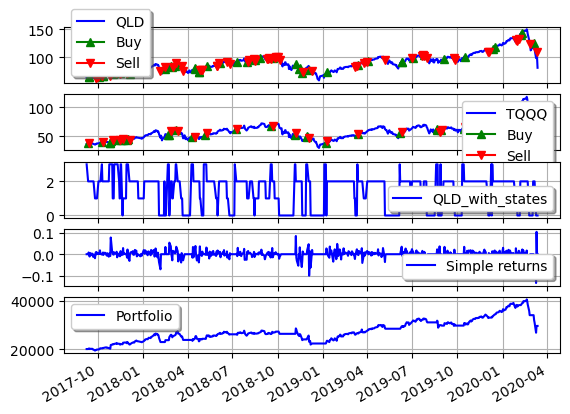 QLD
Buy
Sell
150
100
TQQQ
Buy
Sell
100
50
QLD_with_states
2
0
Simple returns
0.1
0.0
−0.1
Portfolio
40000
20000
2017-10
2018-01
2018-04
2018-07
2018-10
2019-01
2019-04
2019-07
2019-10
2020-01
2020-04